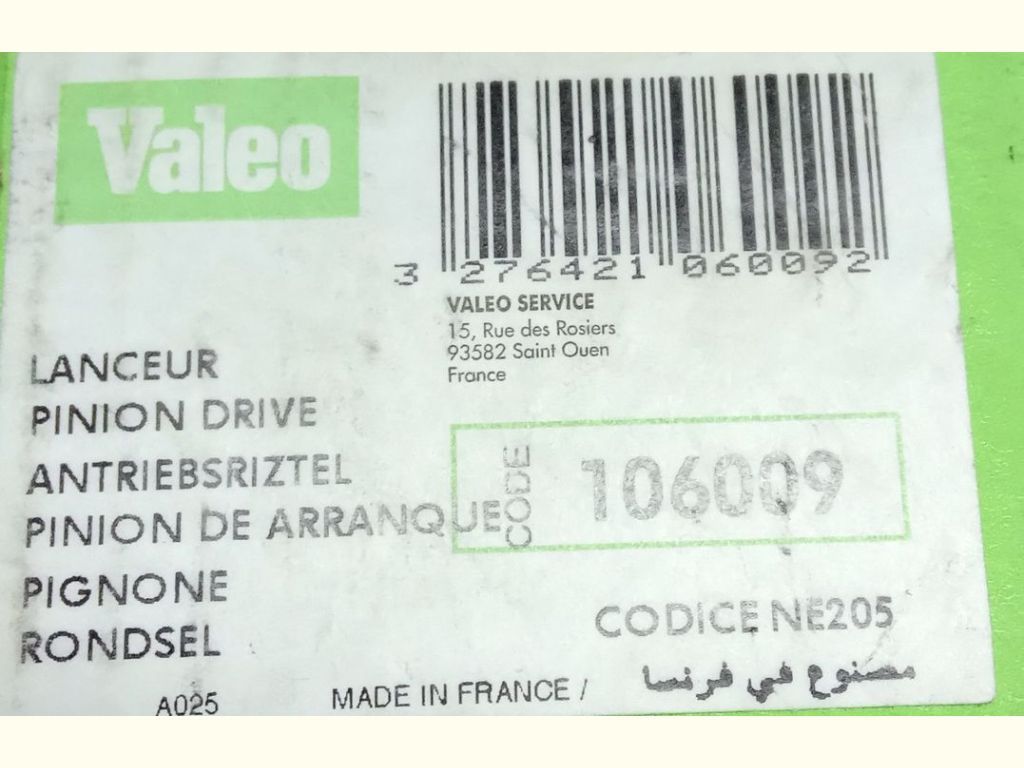 Valeo
3 276421 060092
VALEO SERVICE
15, Rue des Rosiers
93582 Saint Ouen
France
LANCEUR
PINION DRIVE
ANTRIEBSRIZTEL
PINION DE ARRANQUE
PIGNONE
RONDSEL
CODE 106009
CODICE NE205
A025
MADE IN FRANCE / مصنوع في فرنسا